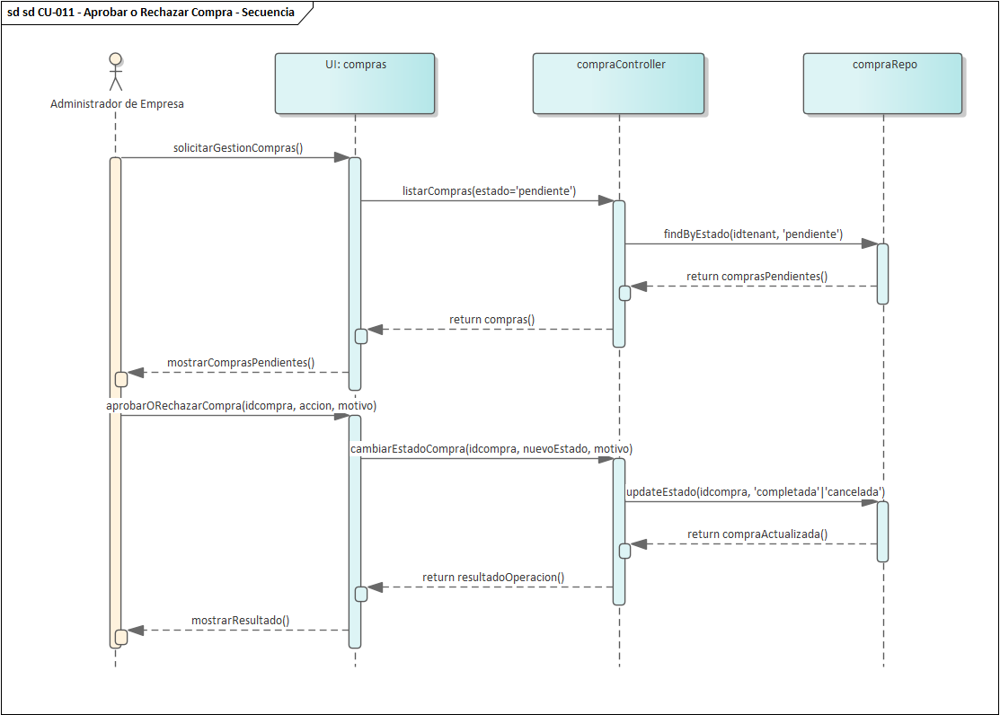 sd sd CU-011 - Aprobar o Rechazar Compra - Secuencia
Administrador de Empresa
UI: compras
compraController
compraRepo
solicitarGestionCompras()
listarCompras(estado='pendiente')
findByEstado(idtenant, 'pendiente')
return comprasPendientes()
return compras()
mostrarComprasPendientes()
aprobarORechazarCompra(idcompra, accion, motivo)
cambiarEstadoCompra(idcompra, nuevoEstado, motivo)
updateEstado(idcompra, 'completada'|'cancelada')
return compraActualizada()
return resultadoOperacion()
mostrarResultado()